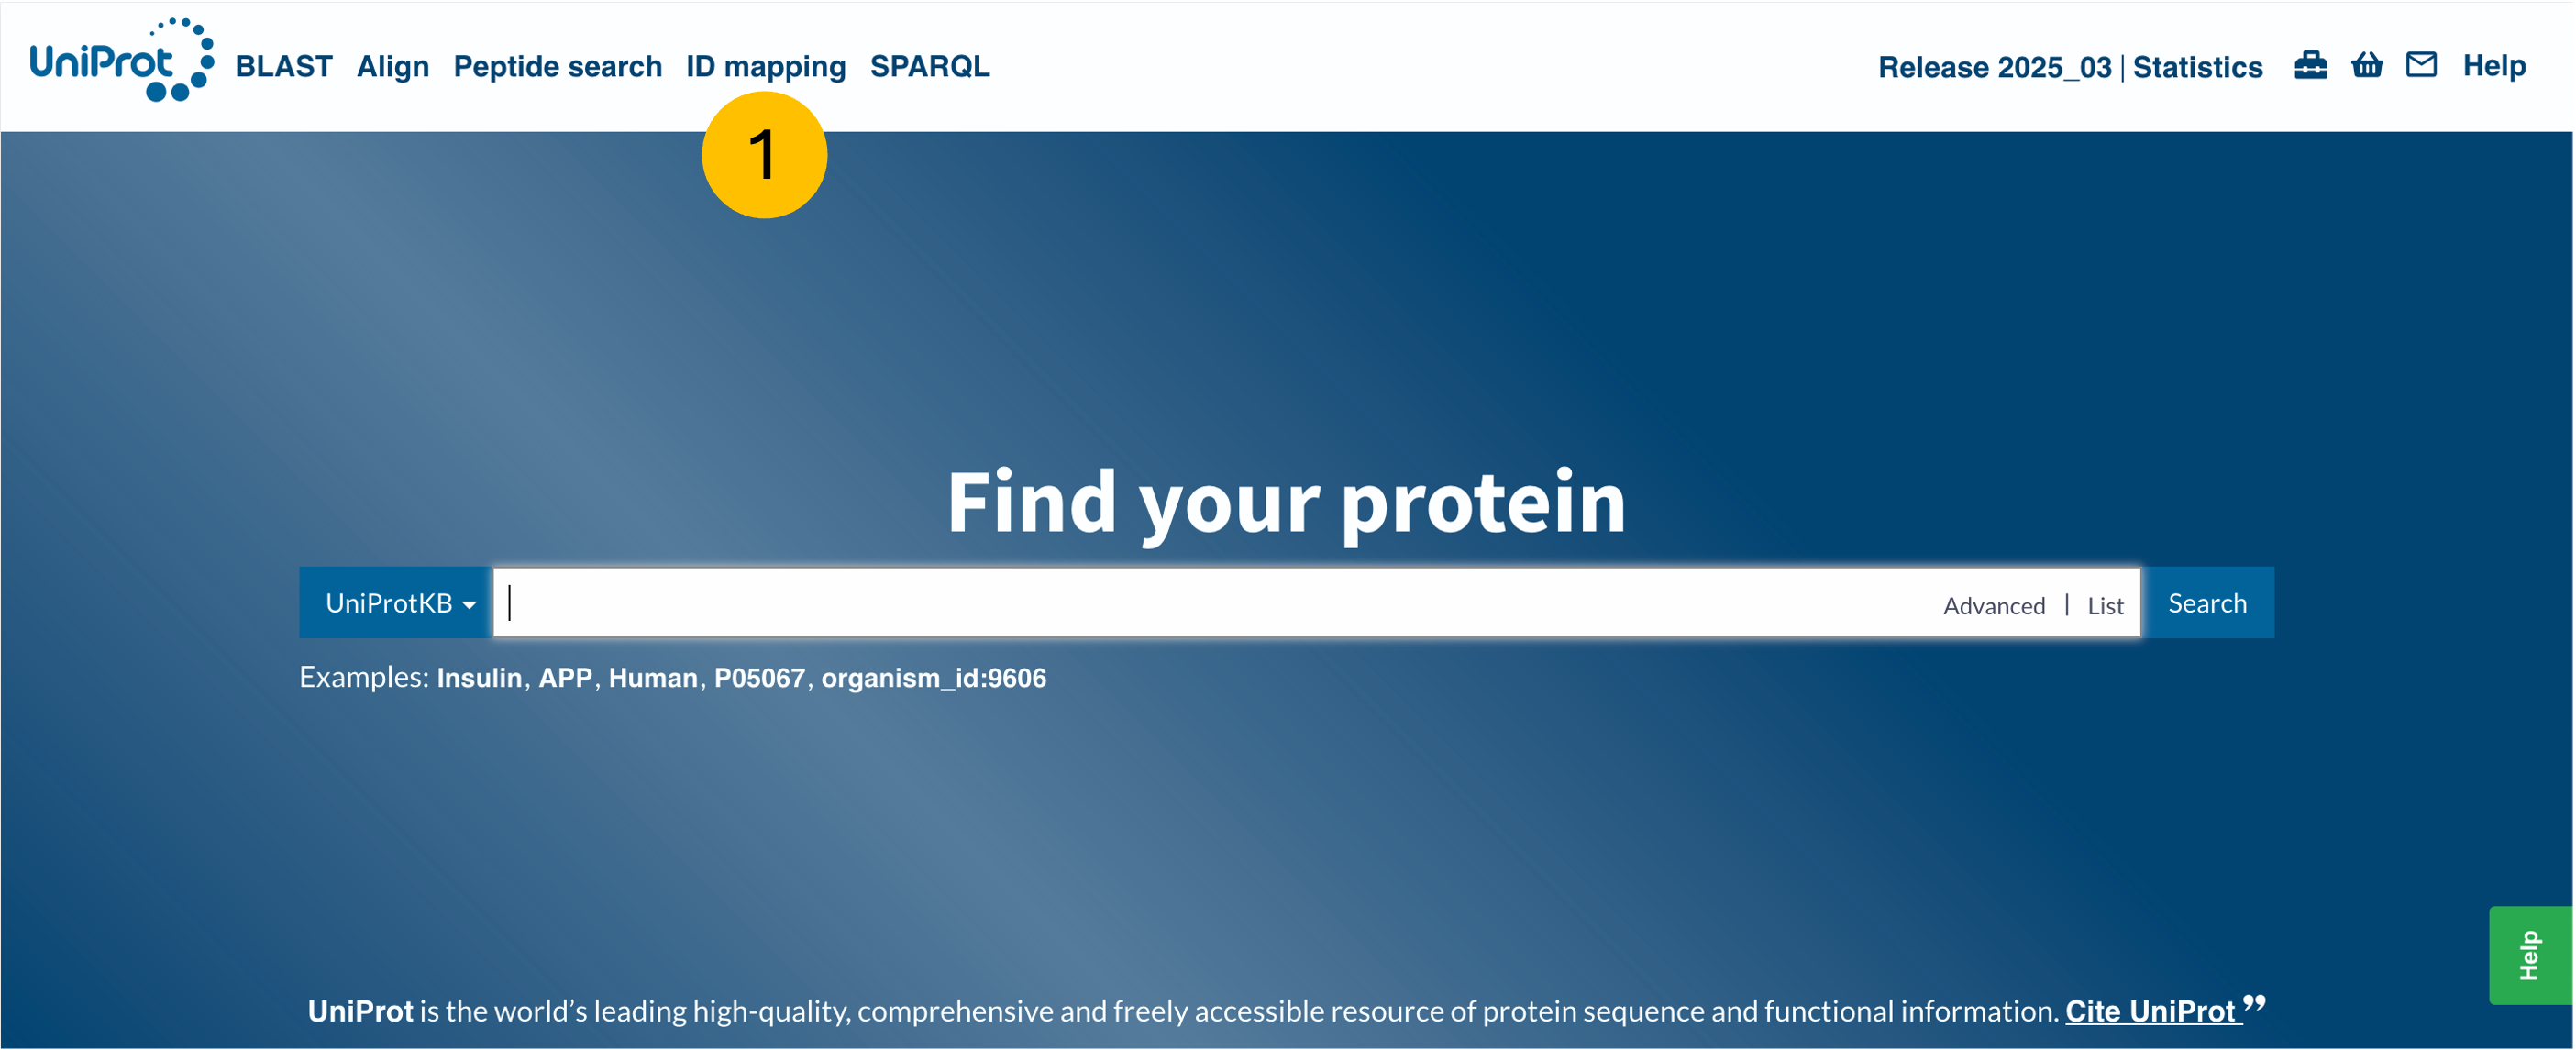 UniProt BLAST Align Peptide search ID mapping SPARQL Release 2025_03 | Statistics Help
1
Find your protein
UniProtKB Advanced | List Search
Examples: Insulin, APP, Human, P05067, organism_id:9606
Help
UniProt is the world’s leading high-quality, comprehensive and freely accessible resource of protein sequence and functional information. Cite UniProt ”